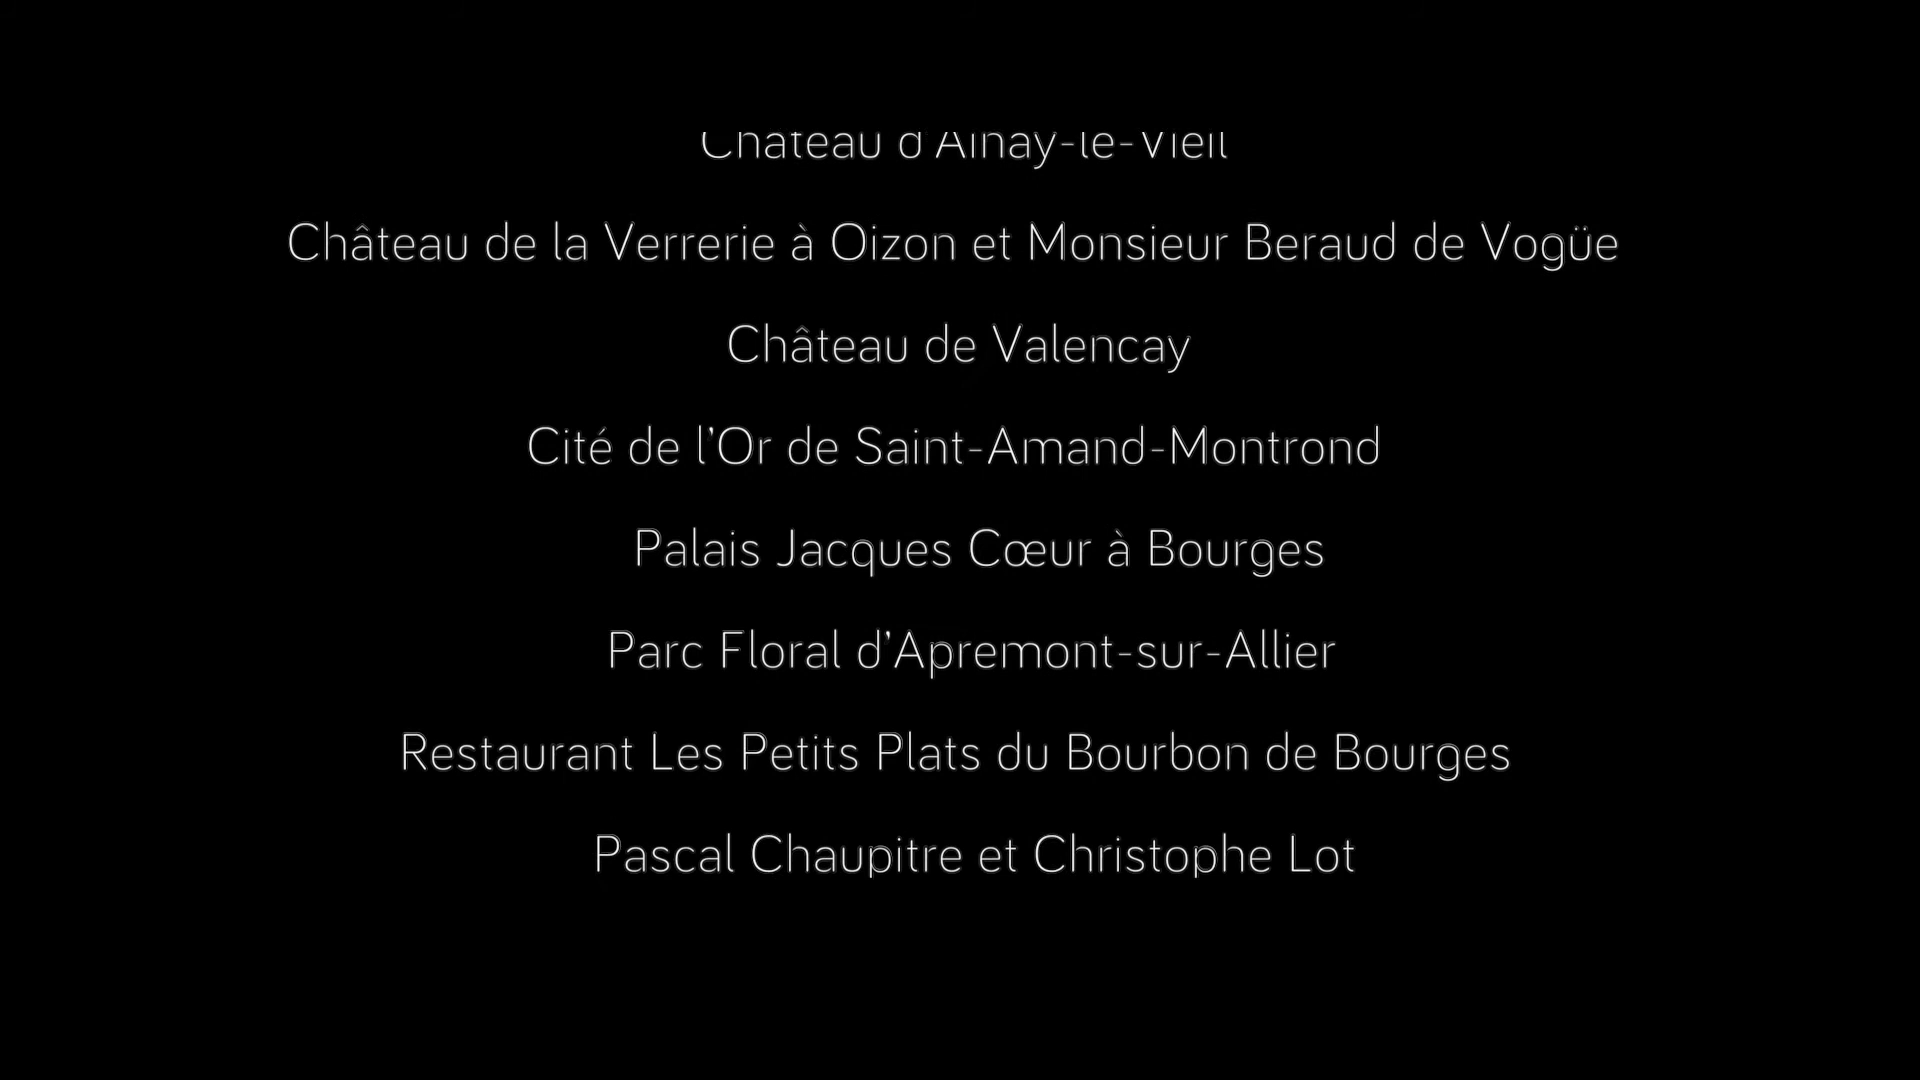 Château d'Ainay-le-Vieil
Château de la Verrerie à Oizon et Monsieur Beraud de Vogüe
Château de Valencay
Cité de l’Or de Saint-Amand-Montrond
Palais Jacques Cœur à Bourges
Parc Floral d’Apremont-sur-Allier
Restaurant Les Petits Plats du Bourbon de Bourges
Pascal Chaupitre et Christophe Lot